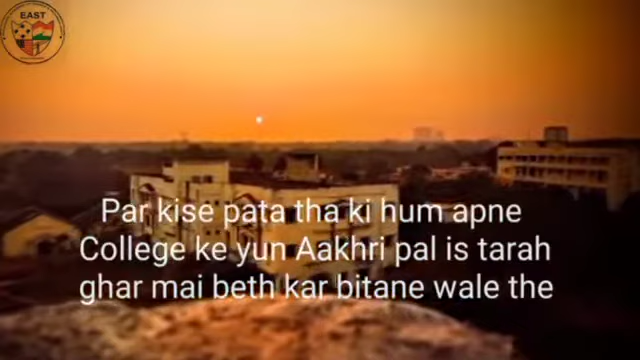 EAST
Par kise pata tha ki hum apne
College ke yun Aakhri pal is tarah
ghar mai beth kar bitane wale the